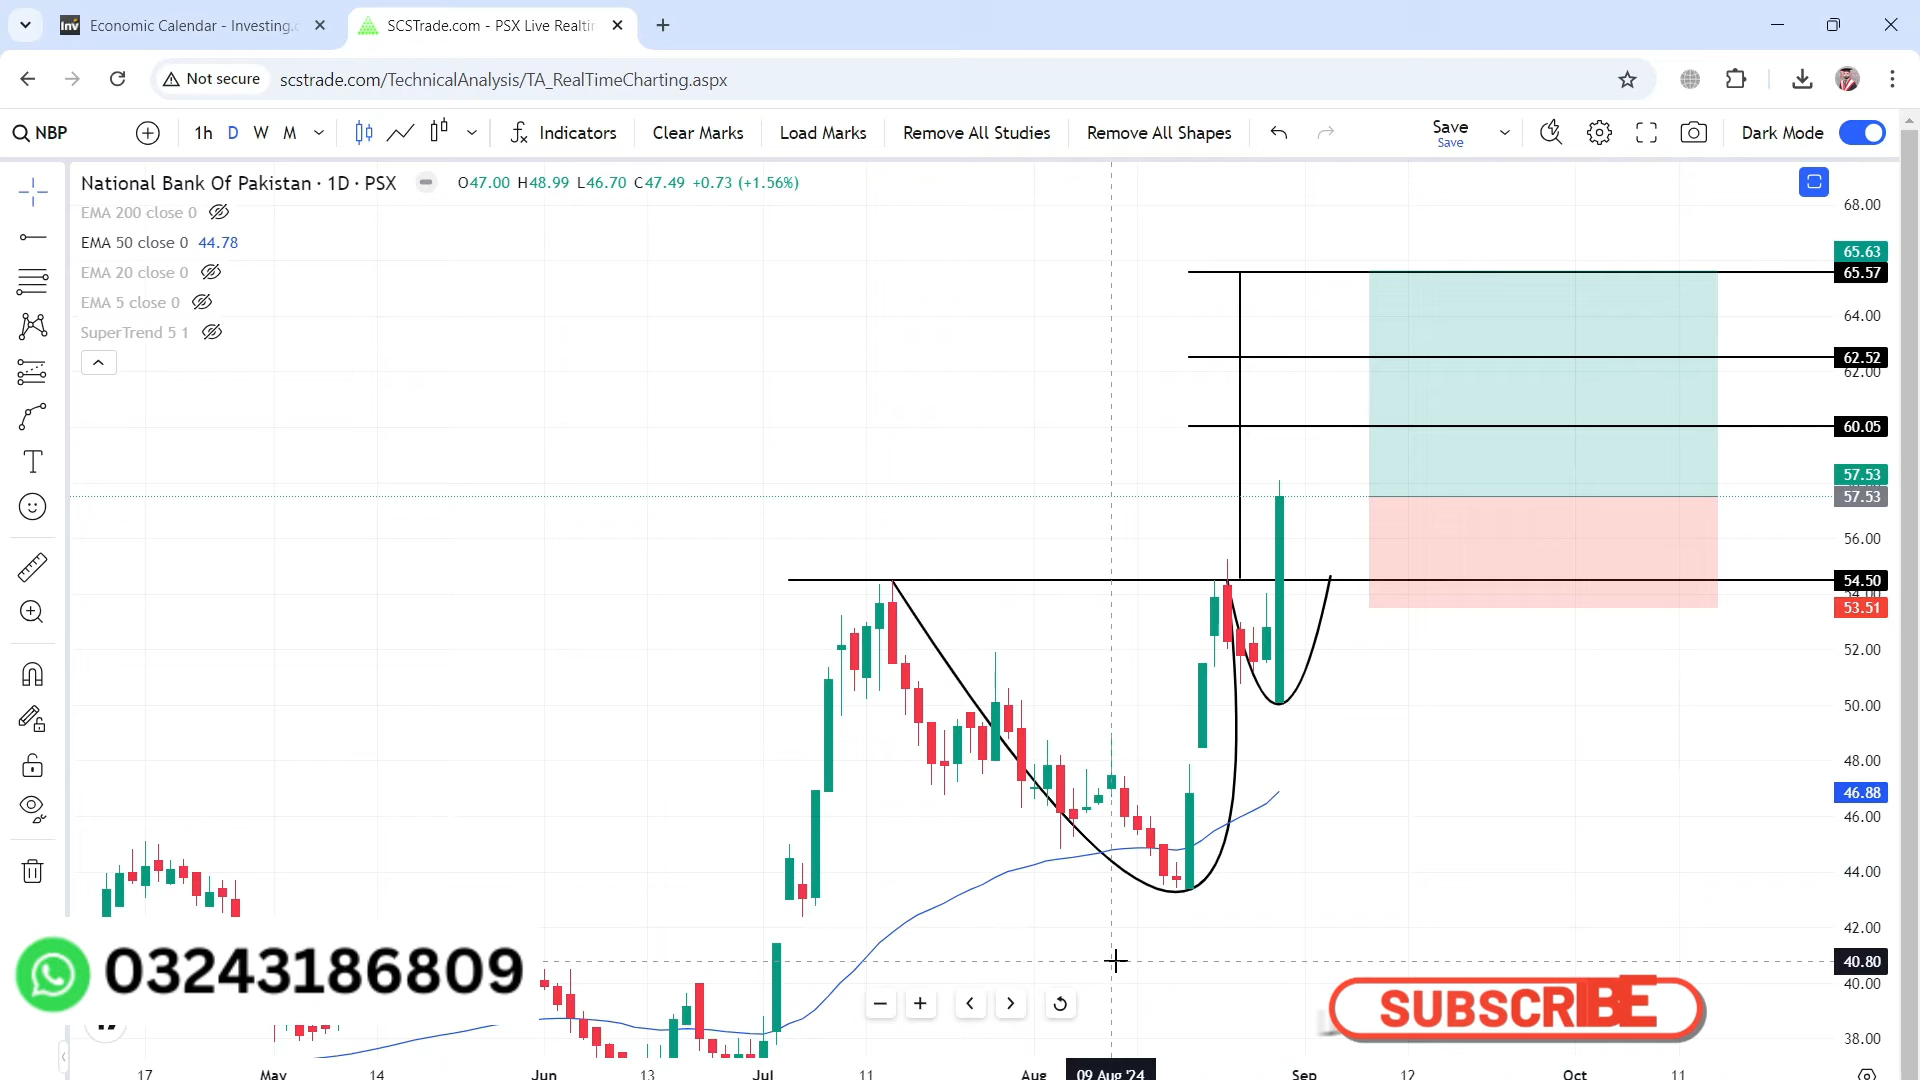 Economic Calendar - Investing.c
SCSTrade.com - PSX Live Realtin
Not secure
scstrade.com/TechnicalAnalysis/TA_RealTimeCharting.aspx
NBP
1h D W M
Indicators
Clear Marks
Load Marks
Remove All Studies
Remove All Shapes
Save
Save
Dark Mode
National Bank Of Pakistan · 1D · PSX
O47.00 H48.99 L46.70 C47.49 +0.73 (+1.56%)
EMA 200 close 0
EMA 50 close 0 44.78
EMA 20 close 0
EMA 5 close 0
SuperTrend 5 1
68.00
65.63
65.57
64.00
62.52
62.00
60.05
57.53
57.53
56.00
54.50
54.00
53.51
52.00
50.00
48.00
46.88
46.00
44.00
42.00
40.80
40.00
38.00
03243186809
SUBSCRIBE
17 May 14 Jun 13 Jul 11 Aug 09 Aug '24 Sep 12 Oct 11